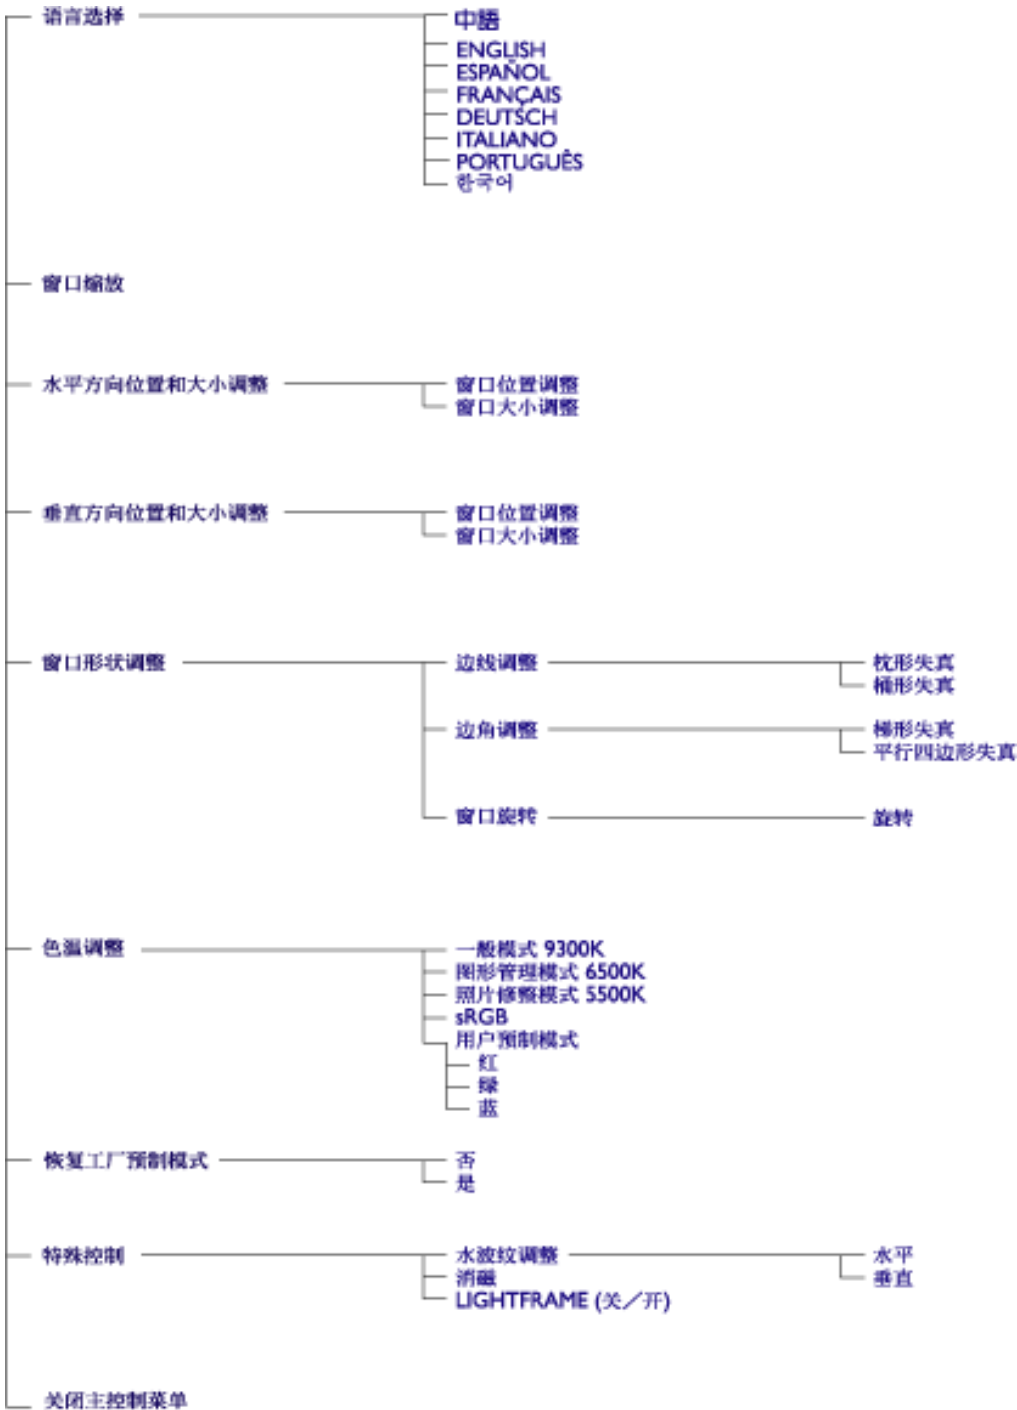 语言选择
中語
ENGLISH
ESPAÑOL
FRANÇAIS
DEUTSCH
ITALIANO
PORTUGUÊS
한국어
窗口缩放
水平方向位置和大小调整
窗口位置调整
窗口大小调整
垂直方向位置和大小调整
窗口位置调整
窗口大小调整
窗口形状调整
边线调整
枕形失真
桶形失真
边角调整
梯形失真
平行四边形失真
窗口旋转
旋转
色温调整
一般模式 9300K
图形管理模式 6500K
照片修整模式 5500K
sRGB
用户预制模式
红
绿
蓝
恢复工厂预制模式
否
是
特殊控制
水波纹调整
水平
垂直
消磁
LIGHTFRAME (关／开)
关闭主控制菜单